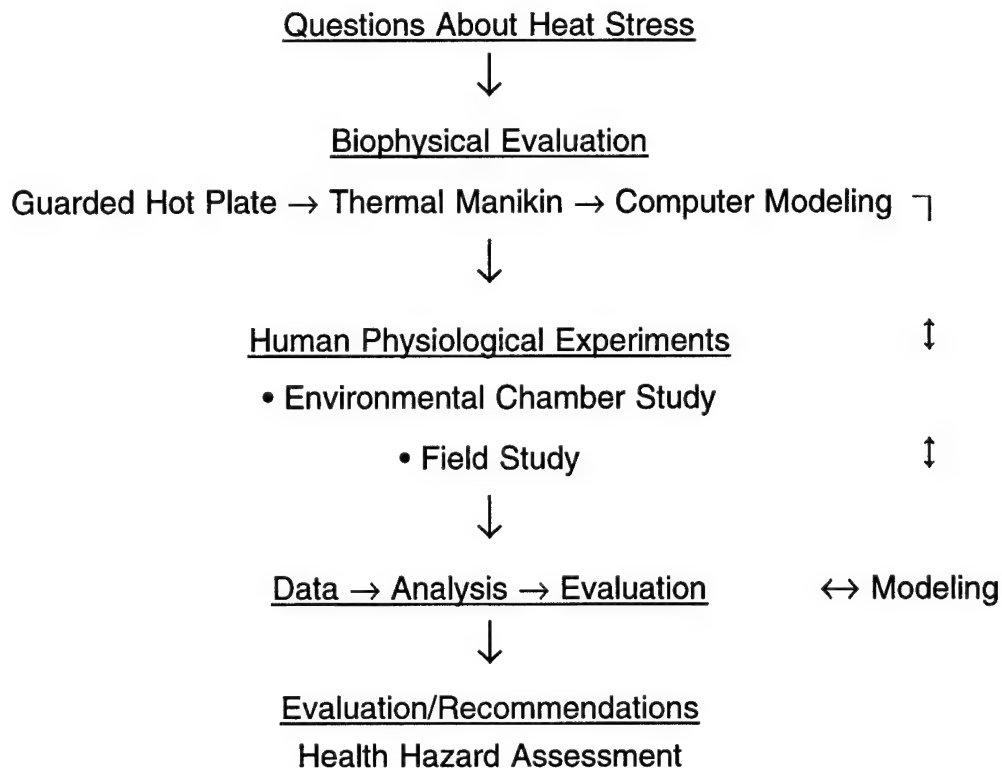 Questions About Heat Stress
↓
Biophysical Evaluation
Guarded Hot Plate → Thermal Manikin → Computer Modeling ┐
↓
Human Physiological Experiments ↕
• Environmental Chamber Study
• Field Study ↕
↓
Data → Analysis → Evaluation ↔ Modeling
↓
Evaluation/Recommendations
Health Hazard Assessment